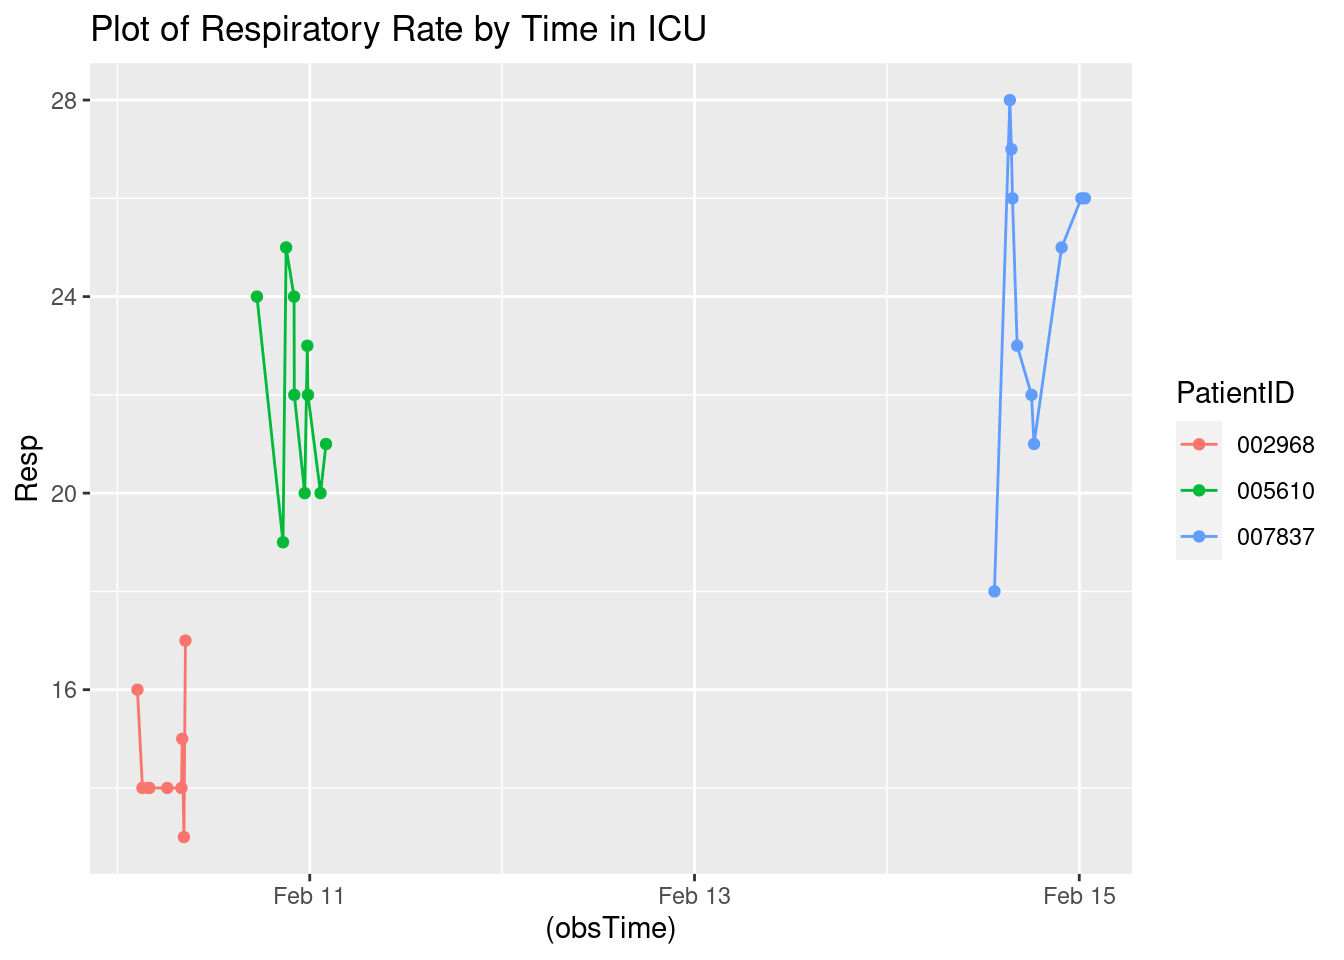 Plot of Respiratory Rate by Time in ICU
28
24
20
16
Resp
Feb 11
Feb 13
Feb 15
(obsTime)
PatientID
002968
005610
007837